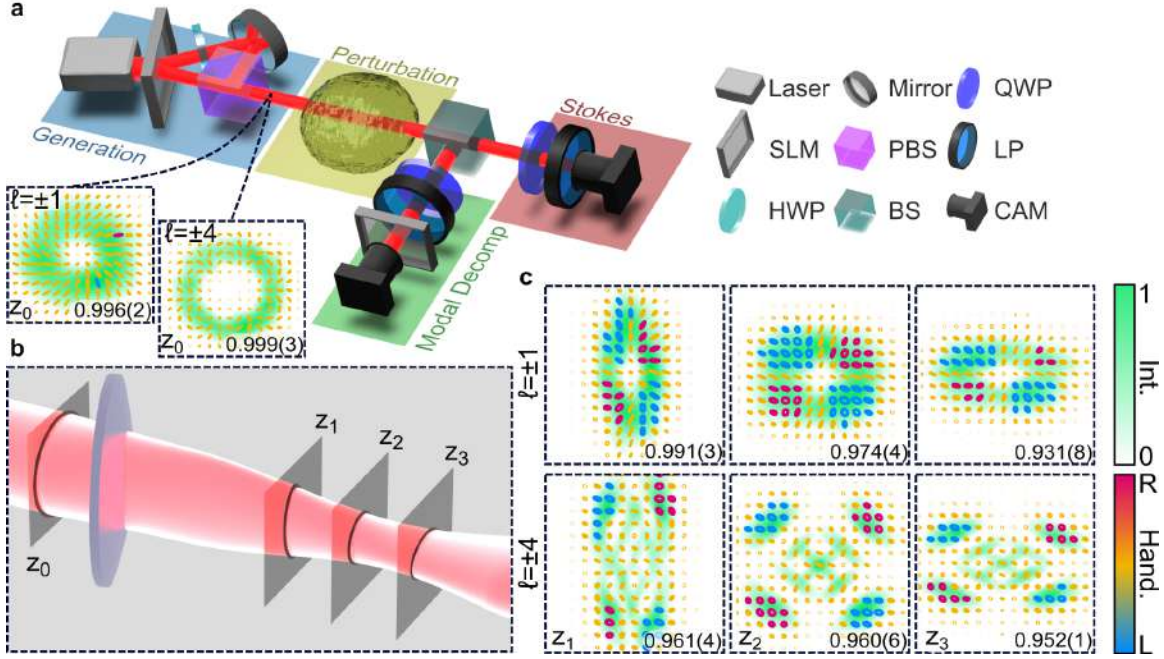 a
Perturbation
Generation
Stokes
Modal Decomp
Laser
Mirror
QWP
SLM
PBS
LP
HWP
BS
CAM
ℓ=±1
z₀
0.996(2)
ℓ=±4
z₀
0.999(3)
b
z₀
z₁
z₂
z₃
c
ℓ=±1
0.991(3)
0.974(4)
0.931(8)
ℓ=±4
z₁
0.961(4)
z₂
0.960(6)
z₃
0.952(1)
1
Int.
0
R
Hand.
L